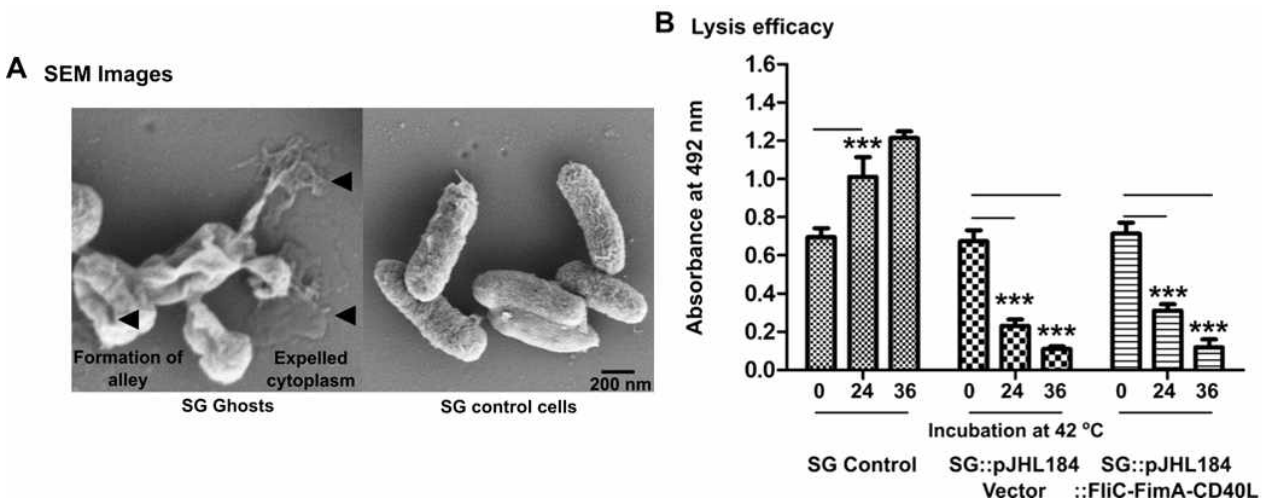 A SEM Images
Formation of
alley
Expelled
cytoplasm
200 nm
SG Ghosts
SG control cells
B Lysis efficacy
Absorbance at 492 nm
1.6
1.4
1.2
1.0
0.8
0.6
0.4
0.2
0.0
***
***
***
***
***
0 24 36 0 24 36 0 24 36
Incubation at 42 °C
SG Control
SG::pJHL184
Vector
SG::pJHL184
::FliC-FimA-CD40L